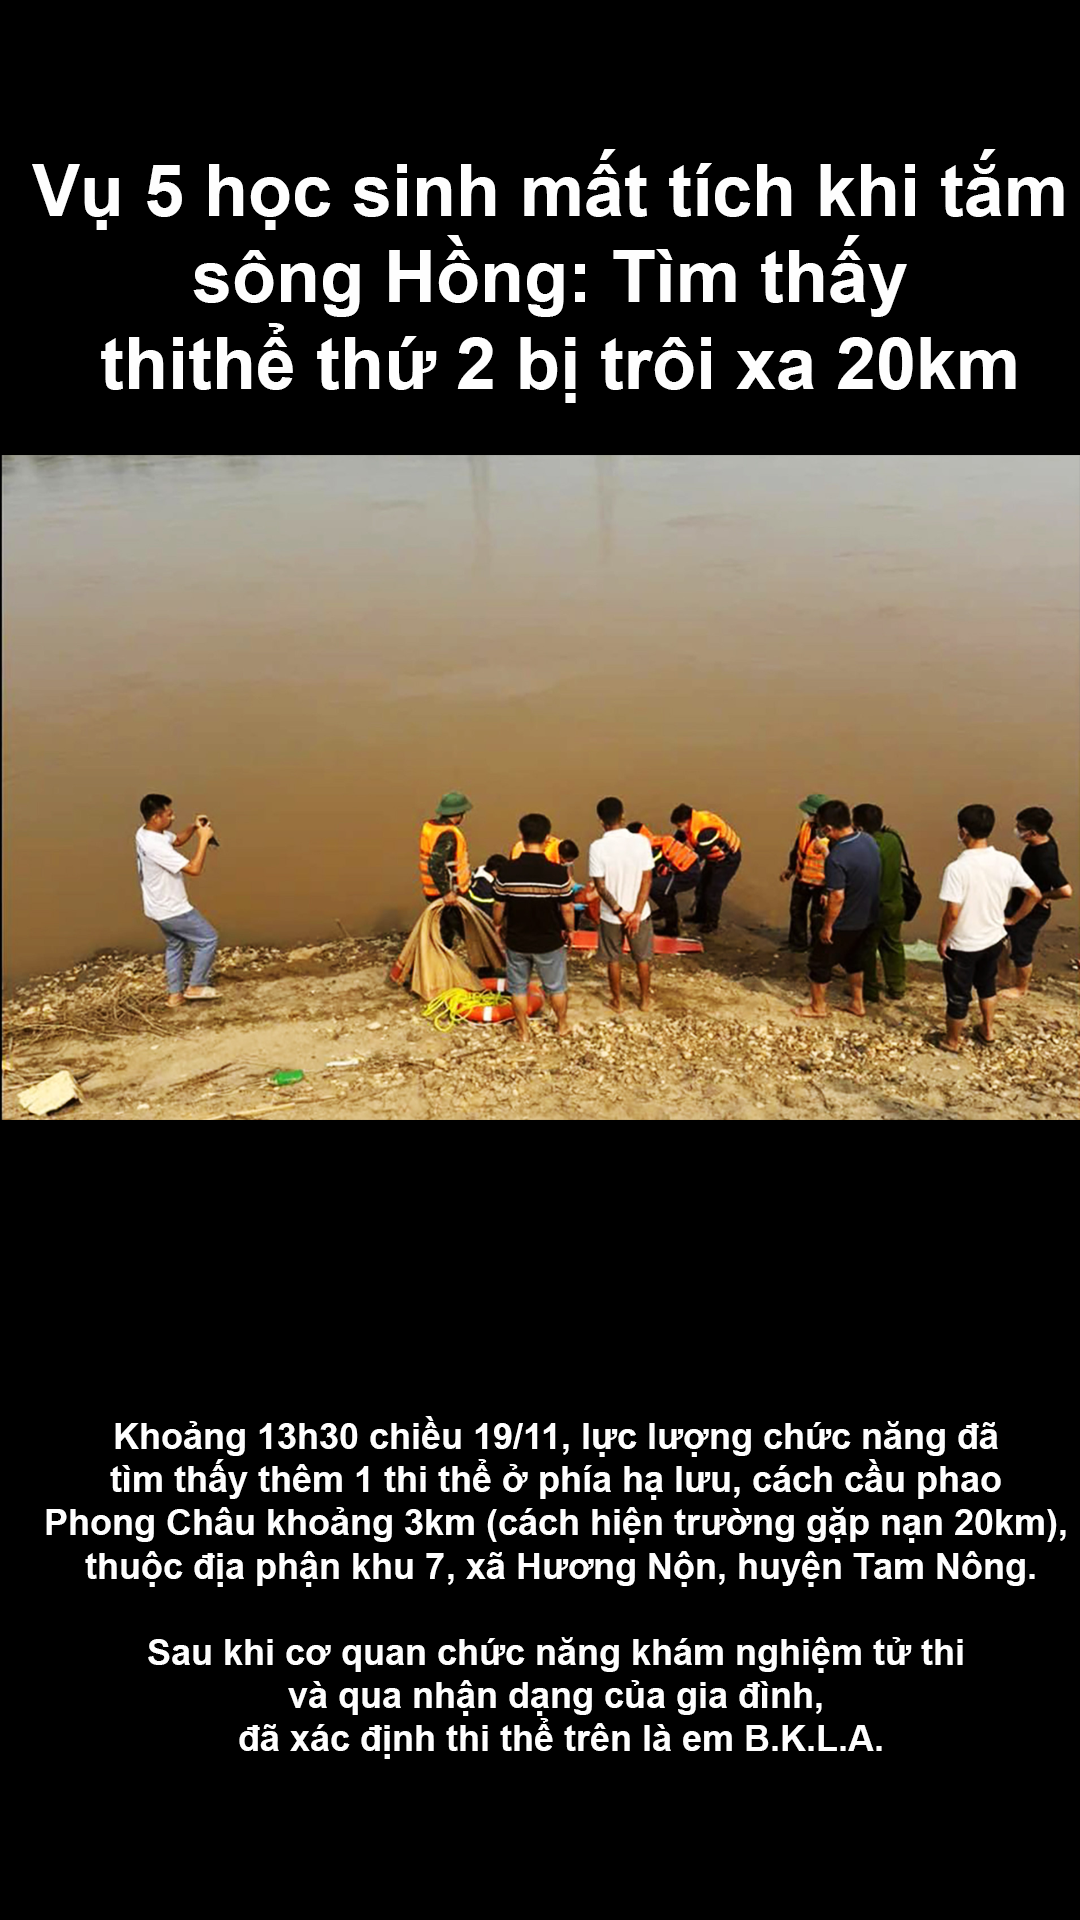 Vụ 5 học sinh mất tích khi tắm
sông Hồng: Tìm thấy
thithể thứ 2 bị trôi xa 20km
Khoảng 13h30 chiều 19/11, lực lượng chức năng đã
tìm thấy thêm 1 thi thể ở phía hạ lưu, cách cầu phao
Phong Châu khoảng 3km (cách hiện trường gặp nạn 20km),
thuộc địa phận khu 7, xã Hương Nộn, huyện Tam Nông.
Sau khi cơ quan chức năng khám nghiệm tử thi
và qua nhận dạng của gia đình,
đã xác định thi thể trên là em B.K.L.A.